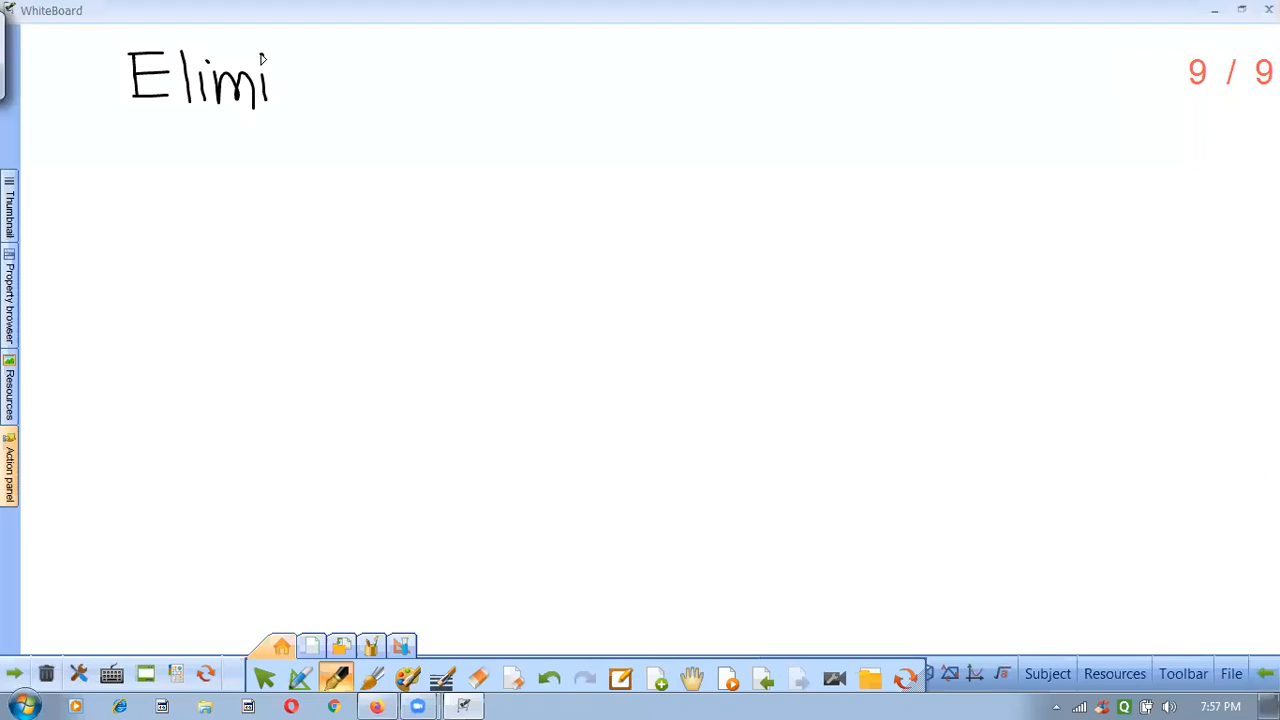 WhiteBoard
Elimi
9 / 9
Thumbnail
Property browser
Resources
Action panel
Subject
Resources
Toolbar
File
7:57 PM